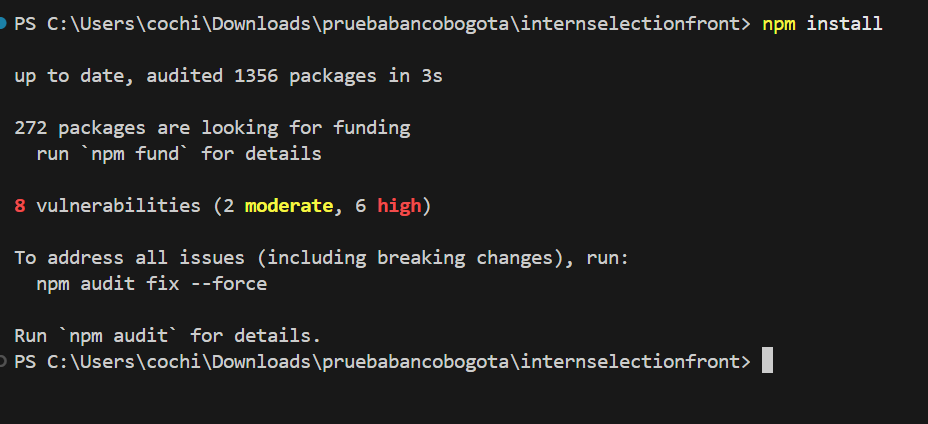 PS C:\Users\cochi\Downloads\pruebabancobogota\internselectionfront> npm install
up to date, audited 1356 packages in 3s
272 packages are looking for funding
run `npm fund` for details
8 vulnerabilities (2 moderate, 6 high)
To address all issues (including breaking changes), run:
npm audit fix --force
Run `npm audit` for details.
PS C:\Users\cochi\Downloads\pruebabancobogota\internselectionfront>